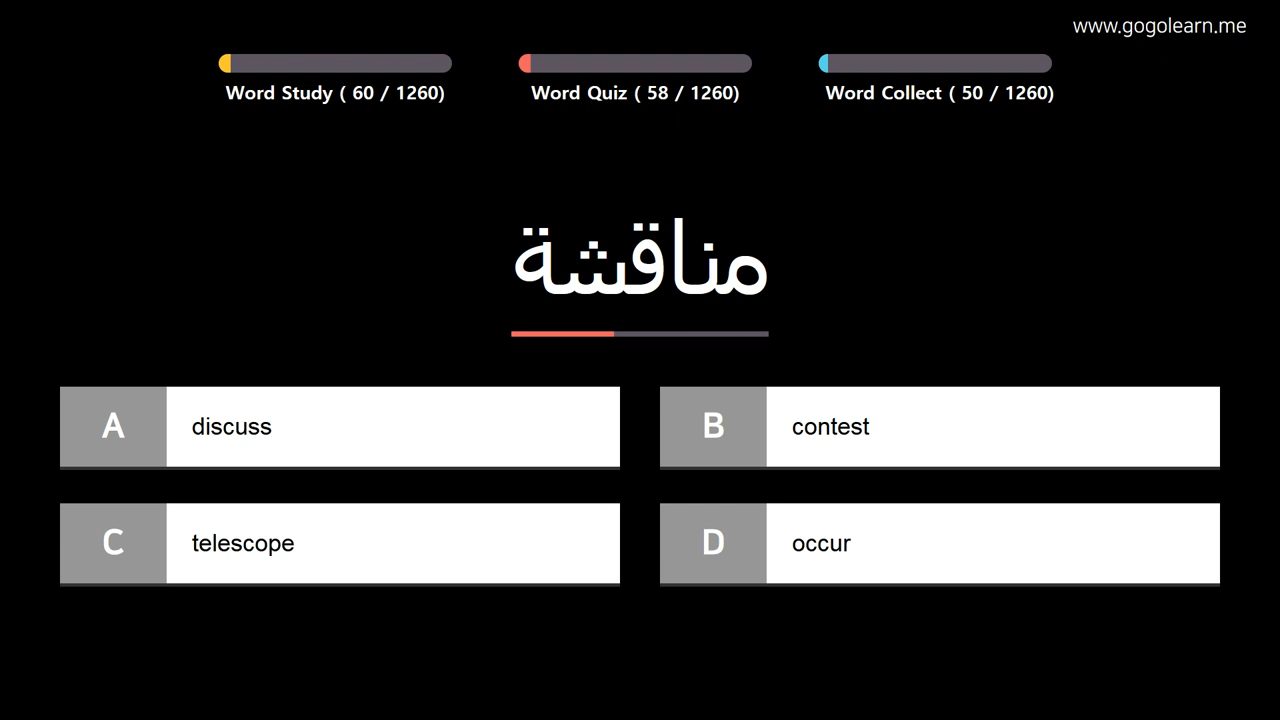 www.gogolearn.me
Word Study ( 60 / 1260)
Word Quiz ( 58 / 1260)
Word Collect ( 50 / 1260)
مناقشة
A discuss
B contest
C telescope
D occur